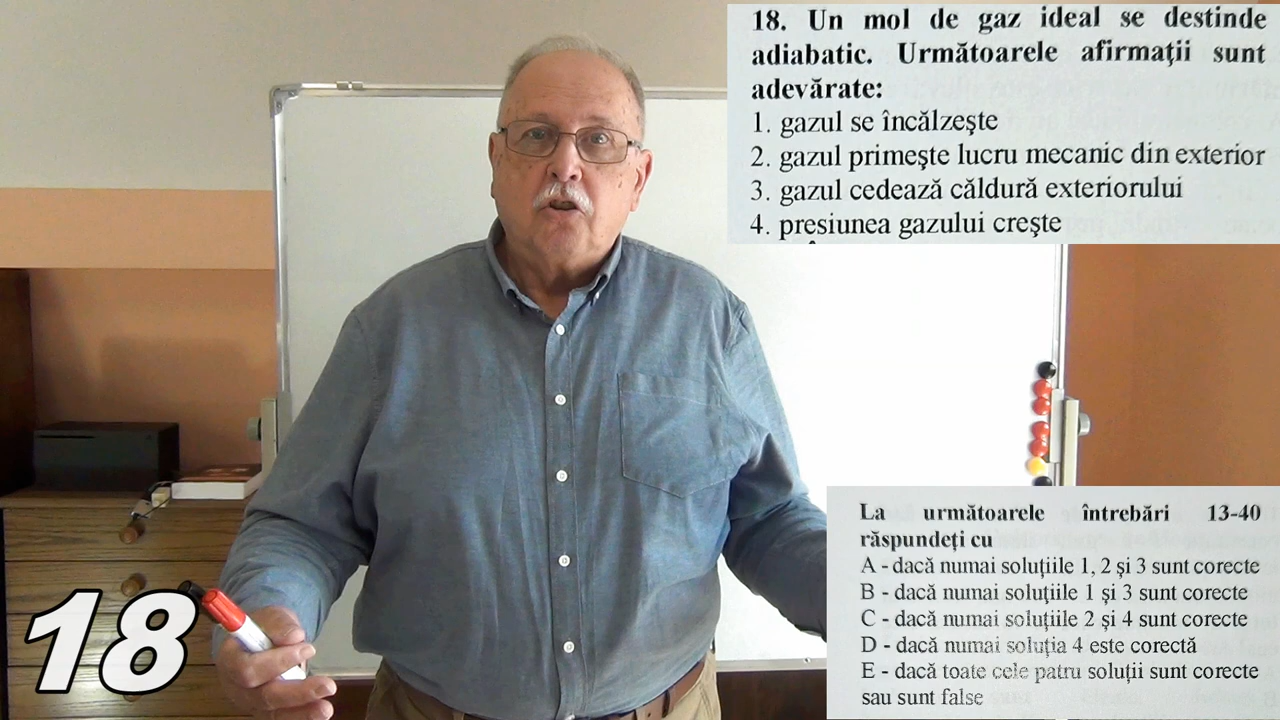 18. Un mol de gaz ideal se destinde
adiabatic. Următoarele afirmaţii sunt
adevărate:
1. gazul se încălzeşte
2. gazul primeşte lucru mecanic din exterior
3. gazul cedează căldură exteriorului
4. presiunea gazului creşte
La următoarele întrebări 13-40
răspundeţi cu
A - dacă numai soluţiile 1, 2 şi 3 sunt corecte
B - dacă numai soluţiile 1 şi 3 sunt corecte
C - dacă numai soluţiile 2 şi 4 sunt corecte
D - dacă numai soluţia 4 este corectă
E - dacă toate cele patru soluţii sunt corecte
sau sunt false
18